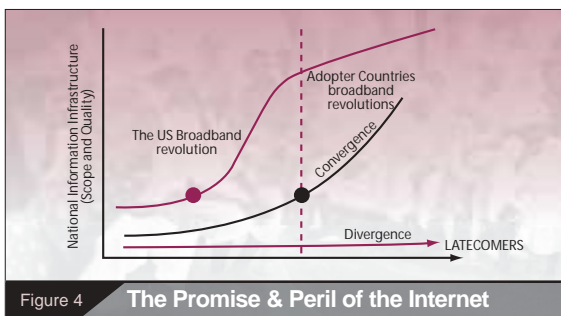 National Information Infrastructure
(Scope and Quality)
The US Broadband
revolution
Adopter Countries
broadband
revolutions
Convergence
Divergence
LATECOMERS
Figure 4
The Promise & Peril of the Internet